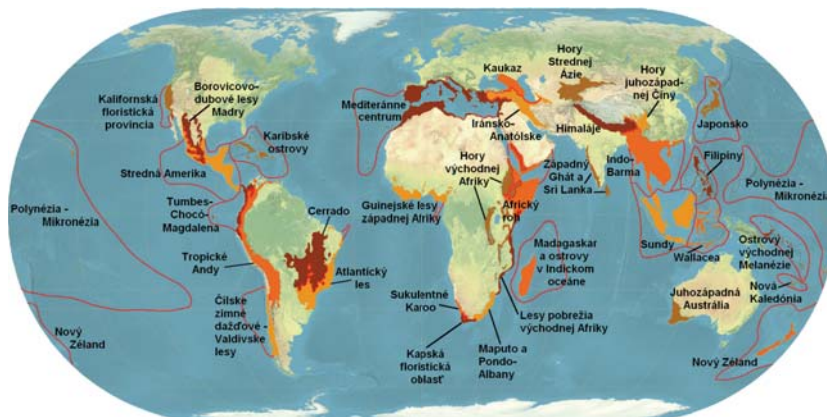 Kalifornská
floristická
provincia
Borovicovo-
dubové lesy
Madry
Karibské
ostrovy
Stredná Amerika
Polynézia -
Mikronézia
Tumbes-
Chocó-
Magdalena
Cerrado
Tropické
Andy
Atlantický
les
Čilske
zimné
dažďové -
Valdivske
lesy
Nový
Zéland
Mediteránne
centrum
Kaukaz
Iránsko-
Anatólske
Hory
Strednej
Ázie
Hory
juhozápad-
nej Číny
Himaláje
Japonsko
Hory
východnej
Afriky
Guinejské lesy
západnej Afriky
Africký
roh
Západný
Ghát a
Srí Lanka
Indo-
Barma
Filipíny
Polynézia -
Mikronézia
Sundy
Wallacea
Ostrovy
východnej
Melanézie
Madagaskar
a ostrovy
v Indickom
oceáne
Nová
Kaledónia
Juhozápadná
Austrália
Sukulentné
Karoo
Lesy pobrežia
východnej Afriky
Kapská
floristická
oblasť
Maputo a
Pondo-
Albany
Nový Zéland